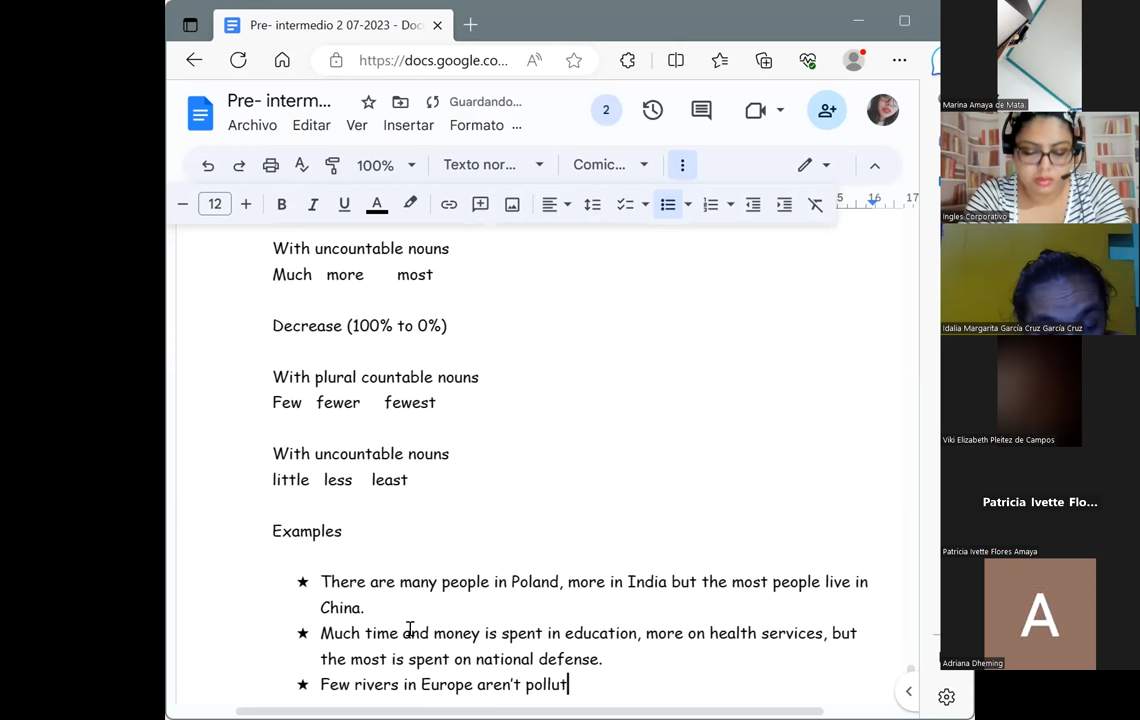 Pre- intermedio 2 07-2023 - Doc
https://docs.google.co...
Pre- interm...
Guardando...
2
Archivo Editar Ver Insertar Formato ...
100% Texto nor... Comic...
12
5 16 17
With uncountable nouns
Much more most
Decrease (100% to 0%)
With plural countable nouns
Few fewer fewest
With uncountable nouns
little less least
Examples
★ There are many people in Poland, more in India but the most people live in
China.
★ Much time and money is spent in education, more on health services, but
the most is spent on national defense.
★ Few rivers in Europe aren't pollut
Marina Amaya de Mata.
Ingles Corporativo
Idalia Margarita García Cruz García Cruz
Viki Elizabeth Pleitez de Campos
Patricia Ivette Flo...
Patricia Ivette Flores Amaya
A
Adriana Dheming